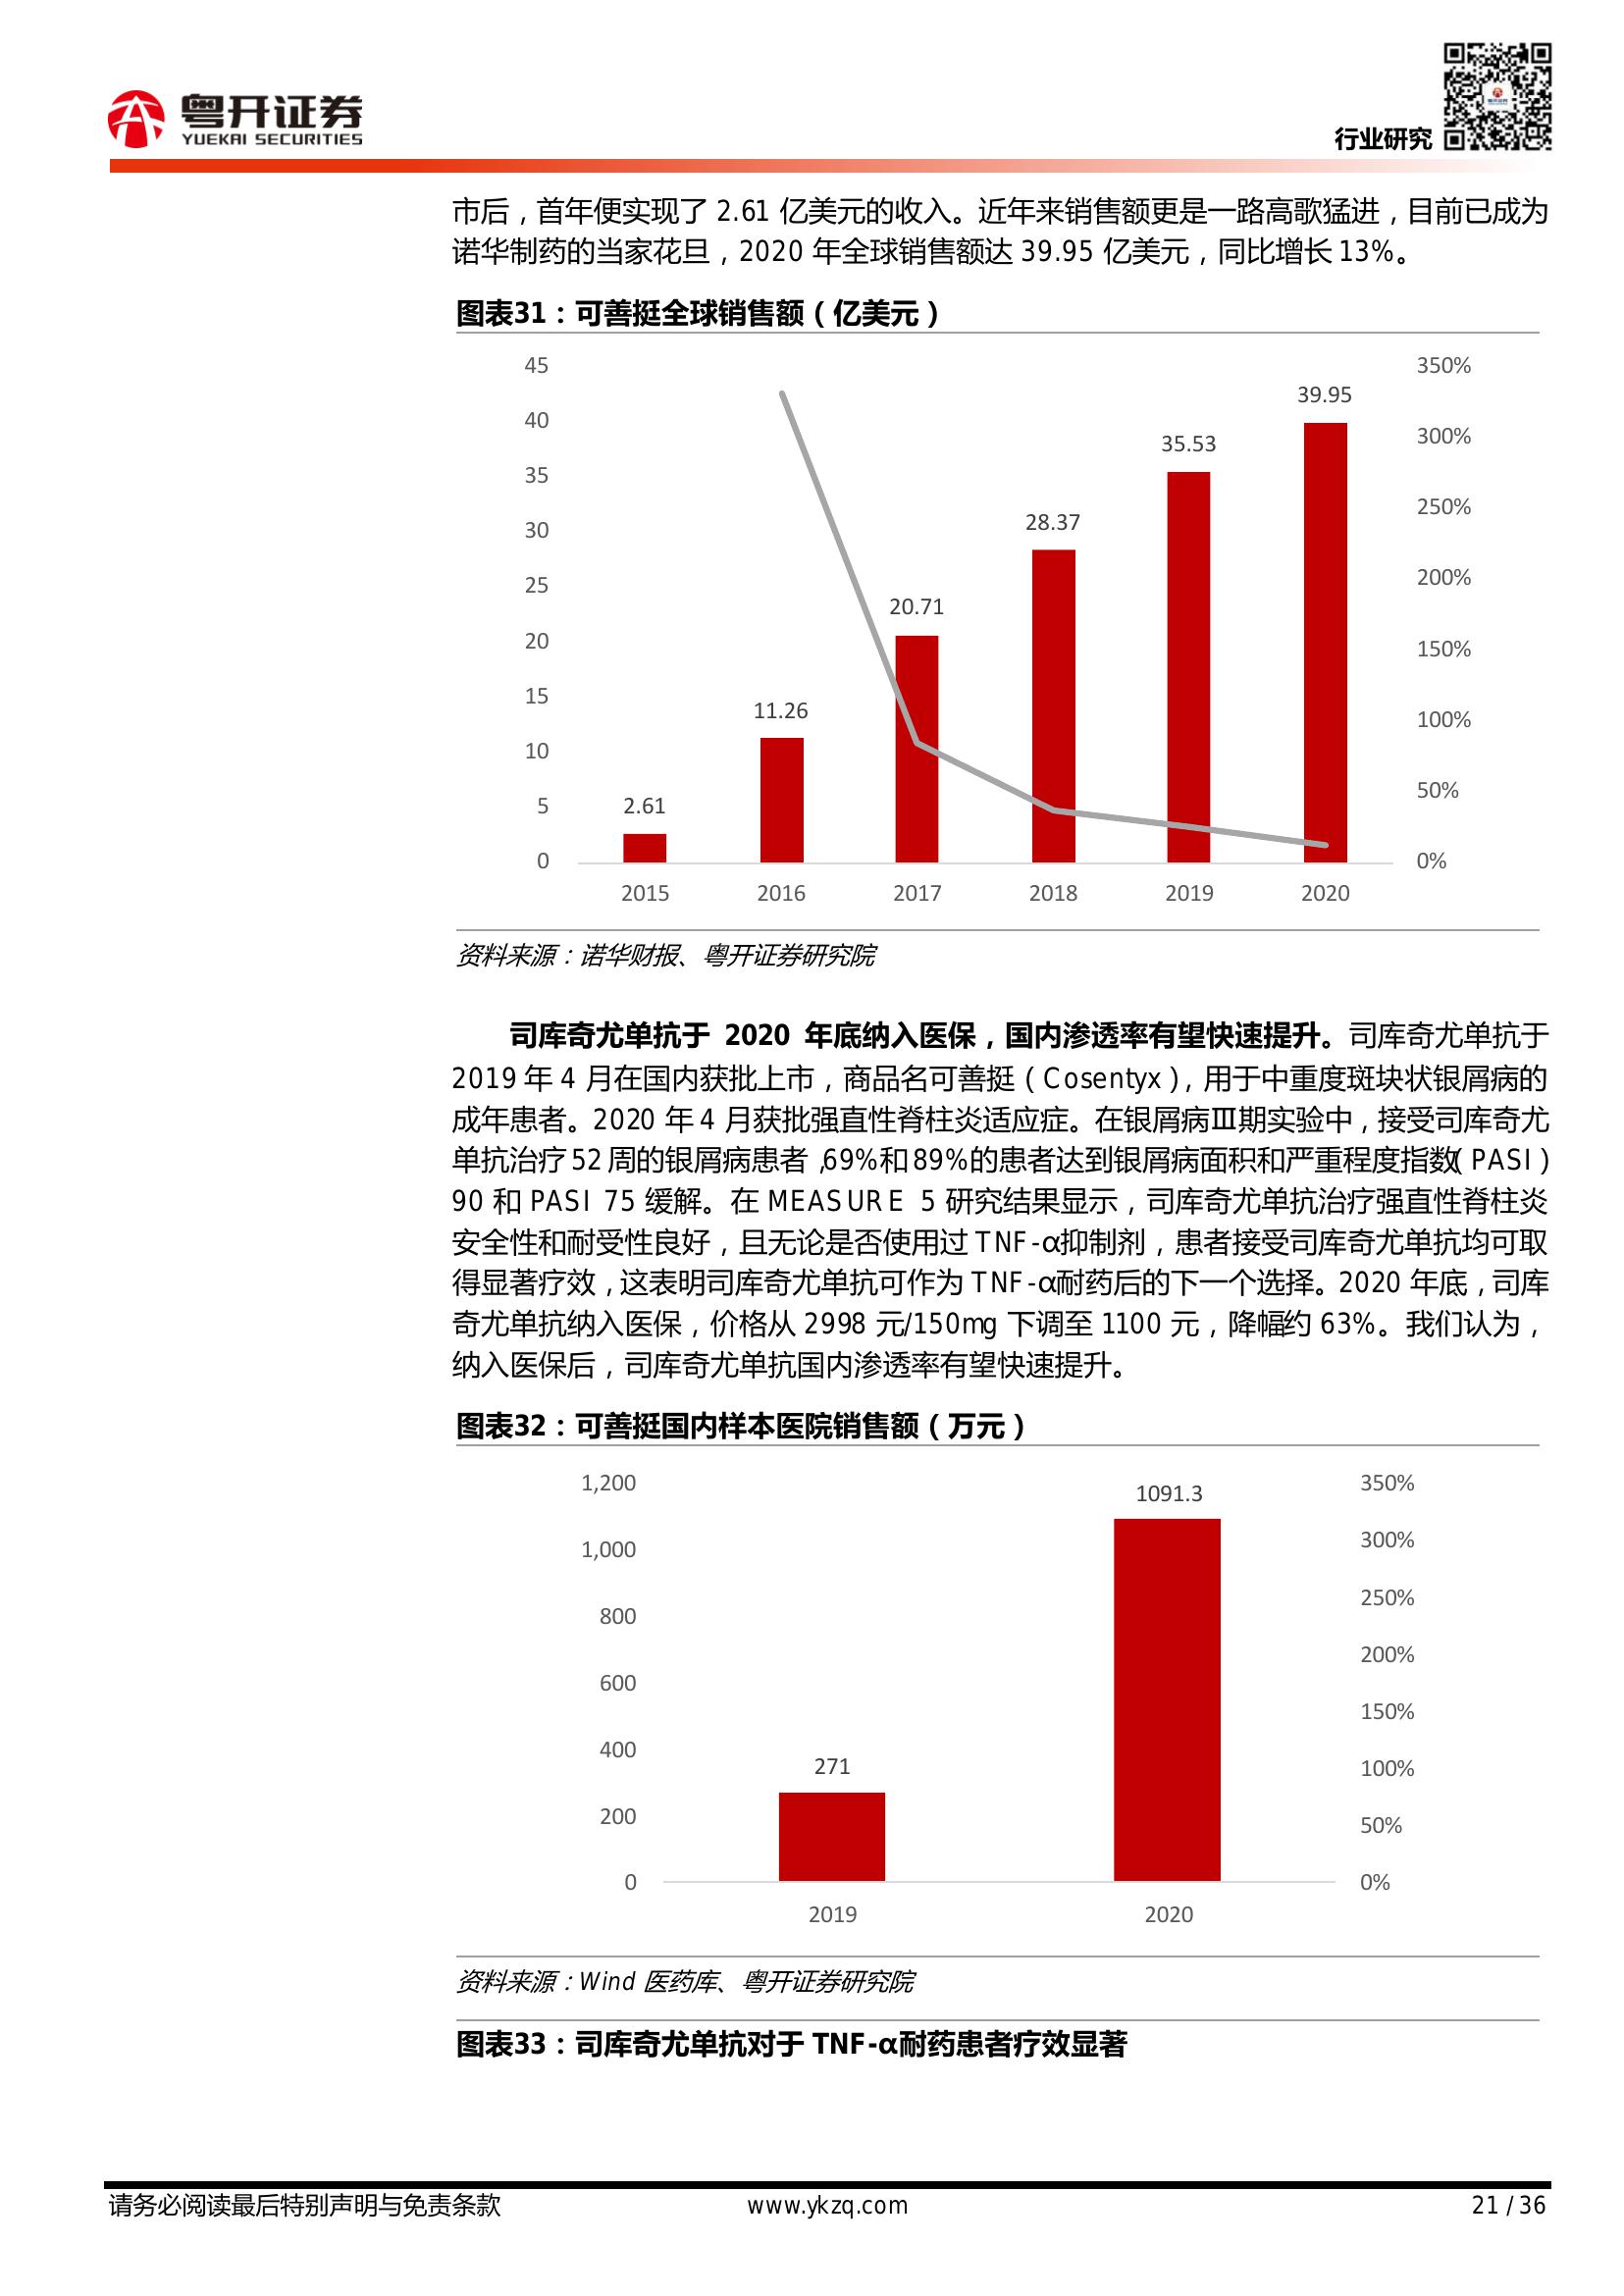 粤开证券
YUEKAI SECURITIES
行业研究
市后，首年便实现了 2.61 亿美元的收入。近年来销售额更是一路高歌猛进，目前已成为
诺华制药的当家花旦，2020 年全球销售额达 39.95 亿美元，同比增长 13%。
图表31：可善挺全球销售额（亿美元）
45
40
35
30
25
20
15
10
5
0
350%
300%
250%
200%
150%
100%
50%
0%
2.61
11.26
20.71
28.37
35.53
39.95
2015 2016 2017 2018 2019 2020
资料来源：诺华财报、粤开证券研究院
司库奇尤单抗于 2020 年底纳入医保，国内渗透率有望快速提升。司库奇尤单抗于
2019 年 4 月在国内获批上市，商品名可善挺（Cosentyx），用于中重度斑块状银屑病的
成年患者。2020 年 4 月获批强直性脊柱炎适应症。在银屑病Ⅲ期实验中，接受司库奇尤
单抗治疗 52 周的银屑病患者，69%和 89%的患者达到银屑病面积和严重程度指数（PASI）
90 和 PASI 75 缓解。在 MEASURE 5 研究结果显示，司库奇尤单抗治疗强直性脊柱炎
安全性和耐受性良好，且无论是否使用过 TNF-α抑制剂，患者接受司库奇尤单抗均可取
得显著疗效，这表明司库奇尤单抗可作为 TNF-α耐药后的下一个选择。2020 年底，司库
奇尤单抗纳入医保，价格从 2998 元/150mg 下调至 1100 元，降幅约 63%。我们认为，
纳入医保后，司库奇尤单抗国内渗透率有望快速提升。
图表32：可善挺国内样本医院销售额（万元）
1,200
1,000
800
600
400
200
0
350%
300%
250%
200%
150%
100%
50%
0%
271
1091.3
2019 2020
资料来源：Wind 医药库、粤开证券研究院
图表33：司库奇尤单抗对于 TNF-α耐药患者疗效显著
请务必阅读最后特别声明与免责条款 www.ykzq.com 21 / 36